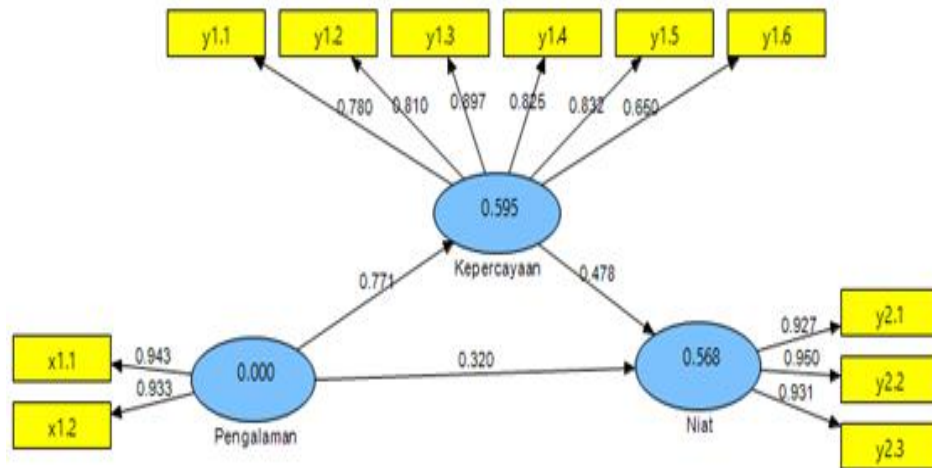 y1.1 y1.2 y1.3 y1.4 y1.5 y1.6
0.780 0.810 0.897 0.825 0.832 0.650
0.595
Kepercayaan
0.771 0.478
x1.1 0.943
x1.2 0.933
0.000
Pengalaman
0.320
0.568
Niat
0.927 y2.1
0.950 y2.2
0.931 y2.3